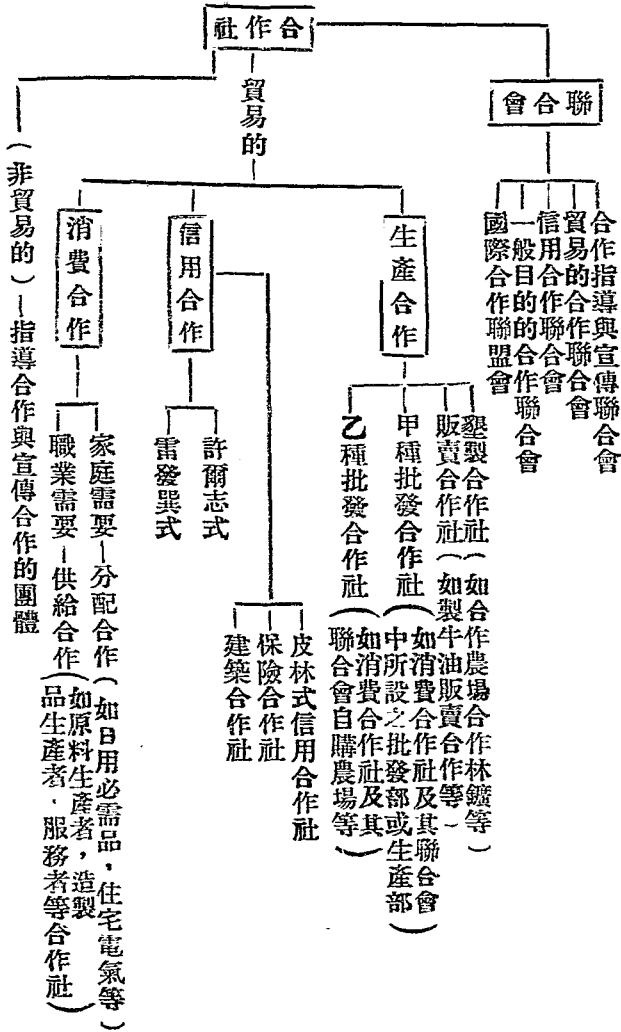 合作社
聯合會
合作指導與宣傳聯合會
貿易的合作聯合會
信用合作聯合會
一般目的的合作聯合會
國際合作聯盟會
貿易的
生產合作
墾製合作社(如合作農場合作林鑛等)
販賣合作社(如製牛油販賣合作等)
甲種批發合作社(如消費合作社及其聯合會
中所設之批發部或生產部)
乙種批發合作社(如消費合作社及其
聯合會自購農場等)
信用合作
皮林式信用合作社
保險合作社
建築合作社
許爾志式
雷發巽式
消費合作
家庭需要—分配合作(如日用必需品,住宅電氣等)
職業需要—供給合作(如原料生產者,造製
品生產者.服務者等合作社)
(非貿易的)—指導合作與宣傳合作的團體